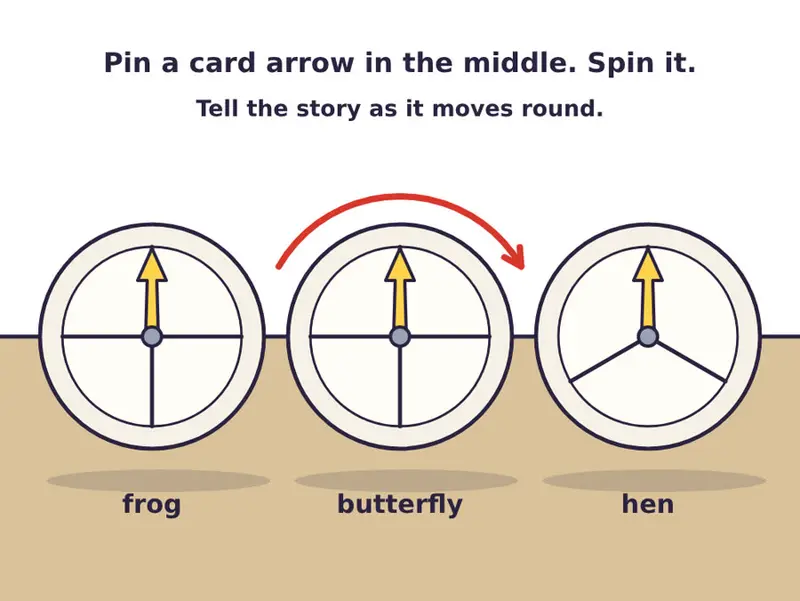 Pin a card arrow in the middle. Spin it.
Tell the story as it moves round.
frog
butterfly
hen